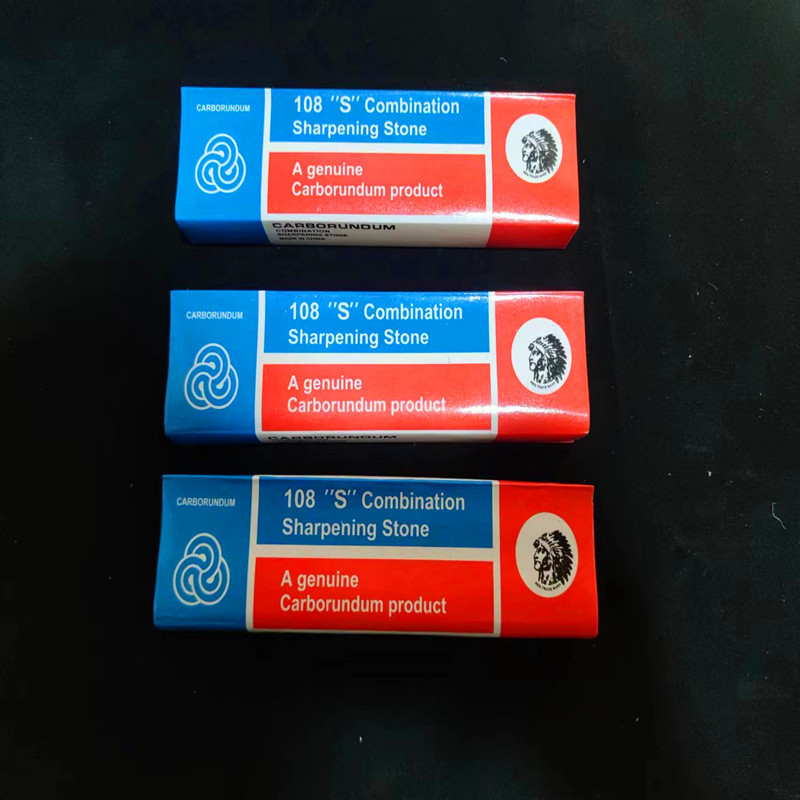 CARBORUNDUM
108 "S" Combination
Sharpening Stone
A genuine
Carborundum product
CARBORUNDUM
COMBINATION
SHARPENING STONE
MADE IN CHINA
CARBORUNDUM
108 "S" Combination
Sharpening Stone
A genuine
Carborundum product
CARBORUNDUM
CARBORUNDUM
108 "S" Combination
Sharpening Stone
A genuine
Carborundum product